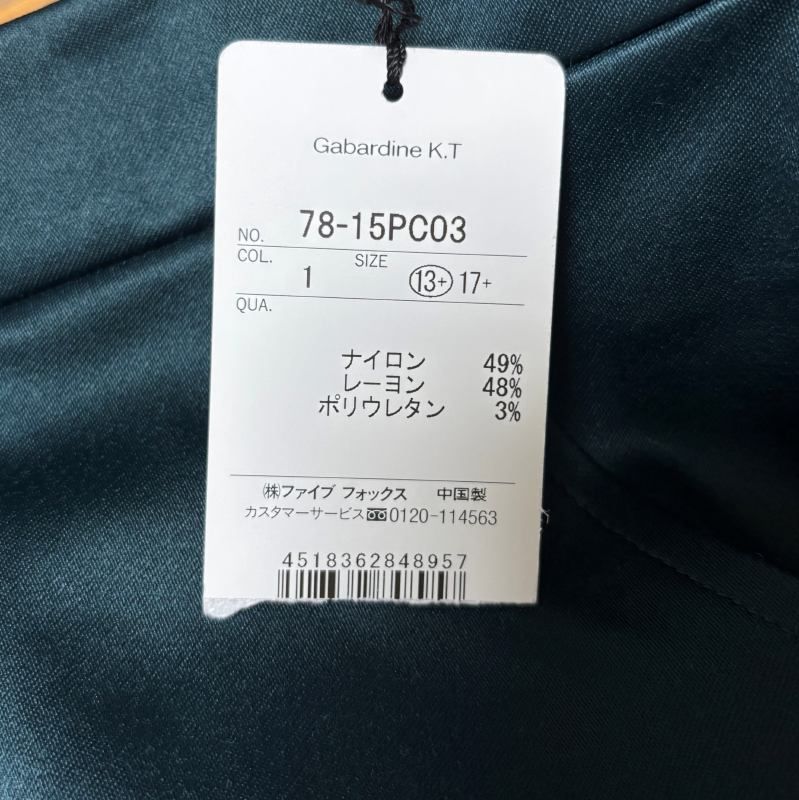 Gabardine K.T
NO. 78-15PC03
COL. 1 SIZE 13+ 17+
QUA.
ナイロン 49%
レーヨン 48%
ポリウレタン 3%
㈱ファイブ フォックス 中国製
カスタマーサービス 0120-114563
4518362848957